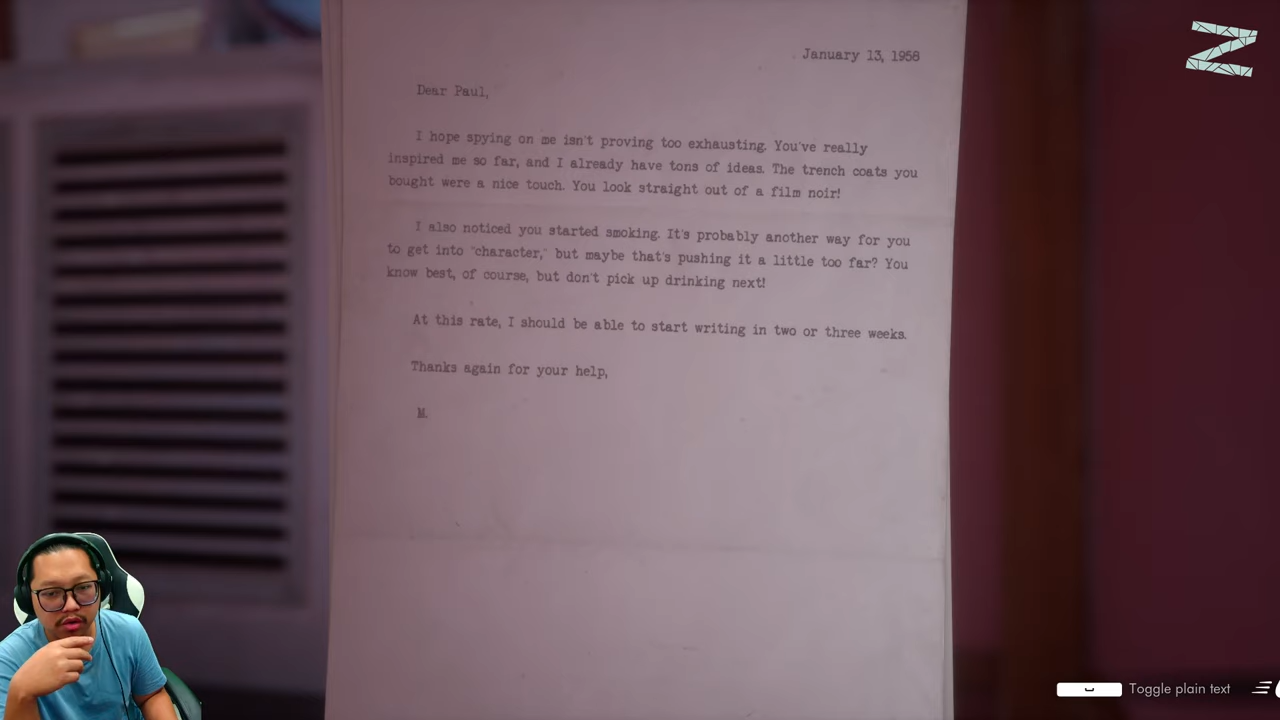 January 13, 1958
Dear Paul,
I hope spying on me isn't proving too exhausting. You've really
inspired me so far, and I already have tons of ideas. The trench coats you
bought were a nice touch. You look straight out of a film noir!
I also noticed you started smoking. It's probably another way for you
to get into "character," but maybe that's pushing it a little too far? You
know best, of course, but don't pick up drinking next!
At this rate, I should be able to start writing in two or three weeks.
Thanks again for your help,
M.
Z
Toggle plain text